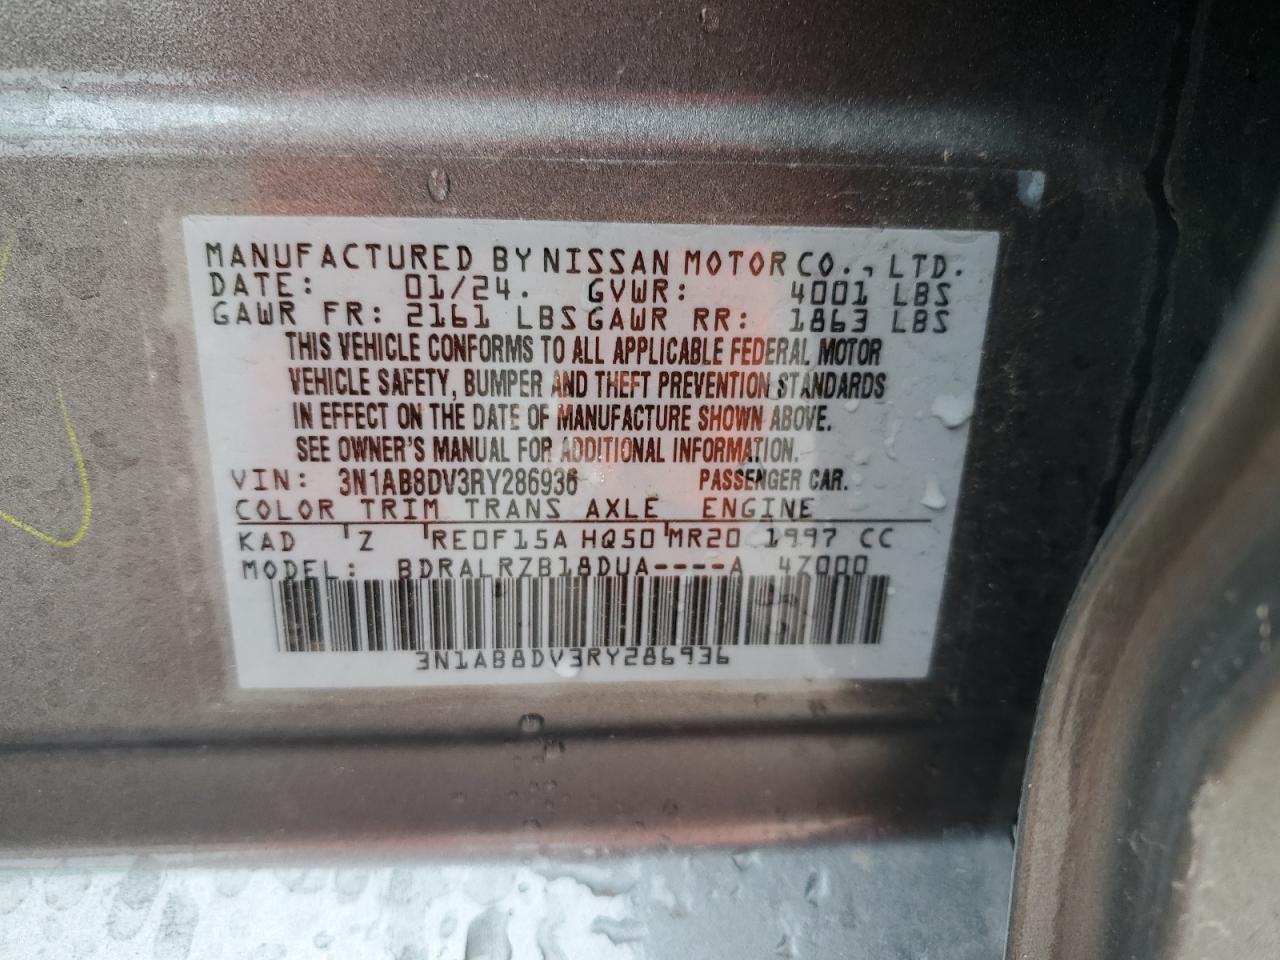 MANUFACTURED BY NISSAN MOTOR CO., LTD.
DATE: 01/24. GVWR: 4001 LBS
GAWR FR: 2161 LBS GAWR RR: 1863 LBS
THIS VEHICLE CONFORMS TO ALL APPLICABLE FEDERAL MOTOR
VEHICLE SAFETY, BUMPER AND THEFT PREVENTION STANDARDS
IN EFFECT ON THE DATE OF MANUFACTURE SHOWN ABOVE.
SEE OWNER'S MANUAL FOR ADDITIONAL INFORMATION.
VIN: 3N1AB8DV3RY286936 PASSENGER CAR.
COLOR TRIM TRANS AXLE ENGINE
KAD Z RE0F15A HQ50 MR20 1997 CC
MODEL: BDRALRZB18DUA----A 47000
3N1AB8DV3RY286936